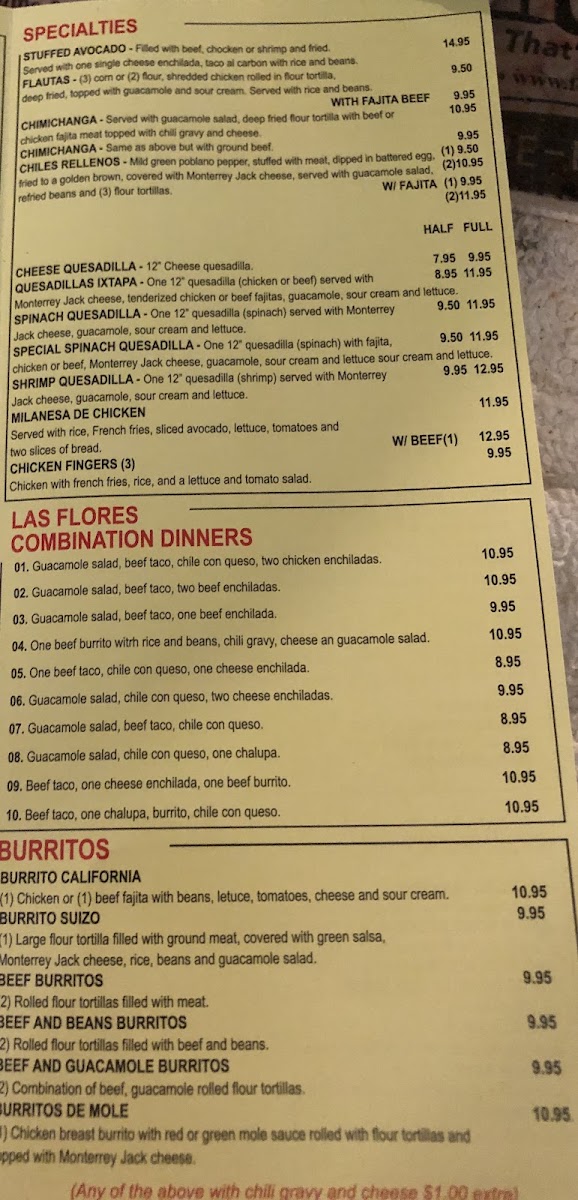 That
www.f
SPECIALTIES
STUFFED AVOCADO - Filled with beef, chocken or shrimp and fried. 14.95
Served with one single cheese enchilada, taco al carbon with rice and beans.
FLAUTAS - (3) corn or (2) flour, shredded chicken rolled in flour tortilla, 9.50
deep fried, topped with guacamole and sour cream. Served with rice and beans.
WITH FAJITA BEEF 9.95
CHIMICHANGA - Served with guacamole salad, deep fried flour tortilla with beef or 10.95
chicken fajita meat topped with chili gravy and cheese.
CHIMICHANGA - Same as above but with ground beef. 9.95
CHILES RELLENOS - Mild green poblano pepper, stuffed with meat, dipped in battered egg, (1) 9.50
fried to a golden brown, covered with Monterrey Jack cheese, served with guacamole salad, (2)10.95
refried beans and (3) flour tortillas. W/ FAJITA (1) 9.95
(2)11.95
HALF FULL
CHEESE QUESADILLA - 12" Cheese quesadilla. 7.95 9.95
QUESADILLAS IXTAPA - One 12" quesadilla (chicken or beef) served with 8.95 11.95
Monterrey Jack cheese, tenderized chicken or beef fajitas, guacamole, sour cream and lettuce.
SPINACH QUESADILLA - One 12" quesadilla (spinach) served with Monterrey 9.50 11.95
Jack cheese, guacamole, sour cream and lettuce.
SPECIAL SPINACH QUESADILLA - One 12" quesadilla (spinach) with fajita, 9.50 11.95
chicken or beef, Monterrey Jack cheese, guacamole, sour cream and lettuce sour cream and lettuce.
SHRIMP QUESADILLA - One 12" quesadilla (shrimp) served with Monterrey 9.95 12.95
Jack cheese, guacamole, sour cream and lettuce.
MILANESA DE CHICKEN 11.95
Served with rice, French fries, sliced avocado, lettuce, tomatoes and
two slices of bread. W/ BEEF(1) 12.95
CHICKEN FINGERS (3) 9.95
Chicken with french fries, rice, and a lettuce and tomato salad.
LAS FLORES
COMBINATION DINNERS
01. Guacamole salad, beef taco, chile con queso, two chicken enchiladas. 10.95
02. Guacamole salad, beef taco, two beef enchiladas. 10.95
03. Guacamole salad, beef taco, one beef enchilada. 9.95
04. One beef burrito witrh rice and beans, chili gravy, cheese an guacamole salad. 10.95
05. One beef taco, chile con queso, one cheese enchilada. 8.95
06. Guacamole salad, chile con queso, two cheese enchiladas. 9.95
07. Guacamole salad, beef taco, chile con queso. 8.95
08. Guacamole salad, chile con queso, one chalupa. 8.95
09. Beef taco, one cheese enchilada, one beef burrito. 10.95
10. Beef taco, one chalupa, burrito, chile con queso. 10.95
BURRITOS
BURRITO CALIFORNIA
(1) Chicken or (1) beef fajita with beans, letuce, tomatoes, cheese and sour cream. 10.95
BURRITO SUIZO 9.95
(1) Large flour tortilla filled with ground meat, covered with green salsa,
Monterrey Jack cheese, rice, beans and guacamole salad.
BEEF BURRITOS 9.95
2) Rolled flour tortillas filled with meat.
BEEF AND BEANS BURRITOS 9.95
2) Rolled flour tortillas filled with beef and beans.
BEEF AND GUACAMOLE BURRITOS 9.95
2) Combination of beef, guacamole rolled flour tortillas.
BURRITOS DE MOLE 10.95
1) Chicken breast burrito with red or green mole sauce rolled with flour tortillas and
opped with Monterrey Jack cheese.
(Any of the above with chili gravy and cheese $1.00 extra)